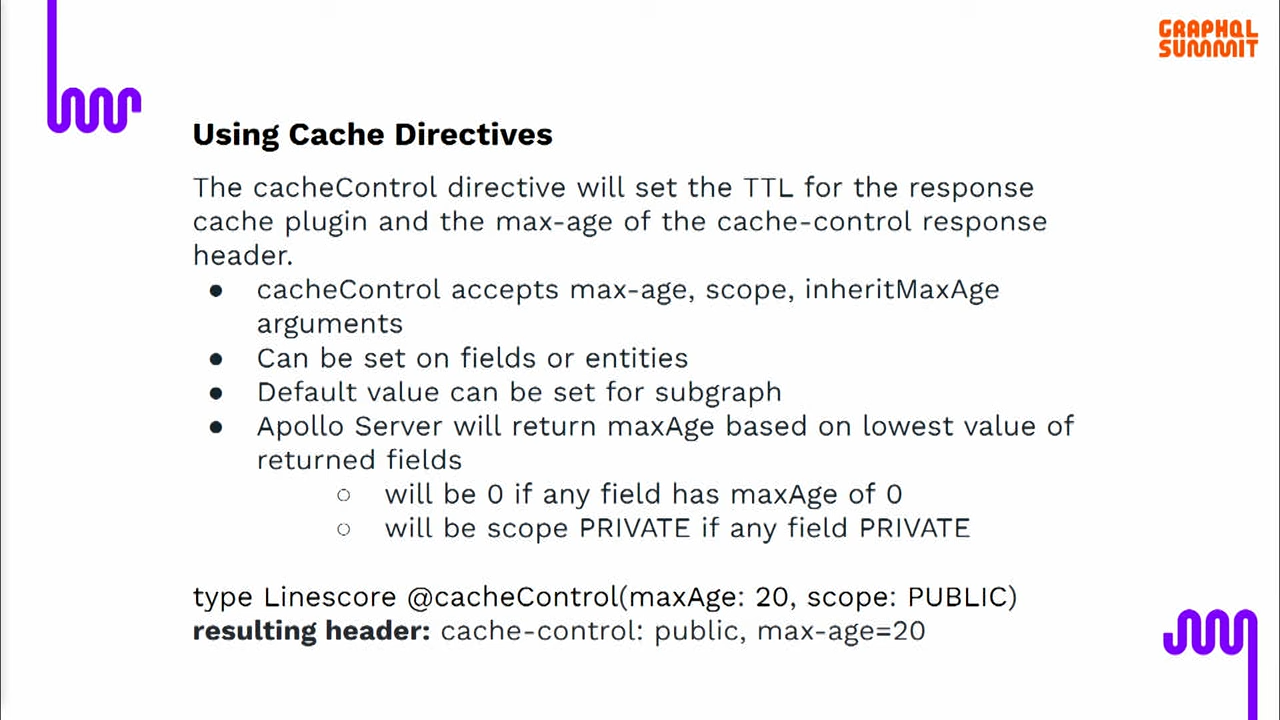 GRAPHQL
SUMMIT
Using Cache Directives
The cacheControl directive will set the TTL for the response
cache plugin and the max-age of the cache-control response
header.
● cacheControl accepts max-age, scope, inheritMaxAge
arguments
● Can be set on fields or entities
● Default value can be set for subgraph
● Apollo Server will return maxAge based on lowest value of
returned fields
○ will be 0 if any field has maxAge of 0
○ will be scope PRIVATE if any field PRIVATE
type Linescore @cacheControl(maxAge: 20, scope: PUBLIC)
resulting header: cache-control: public, max-age=20